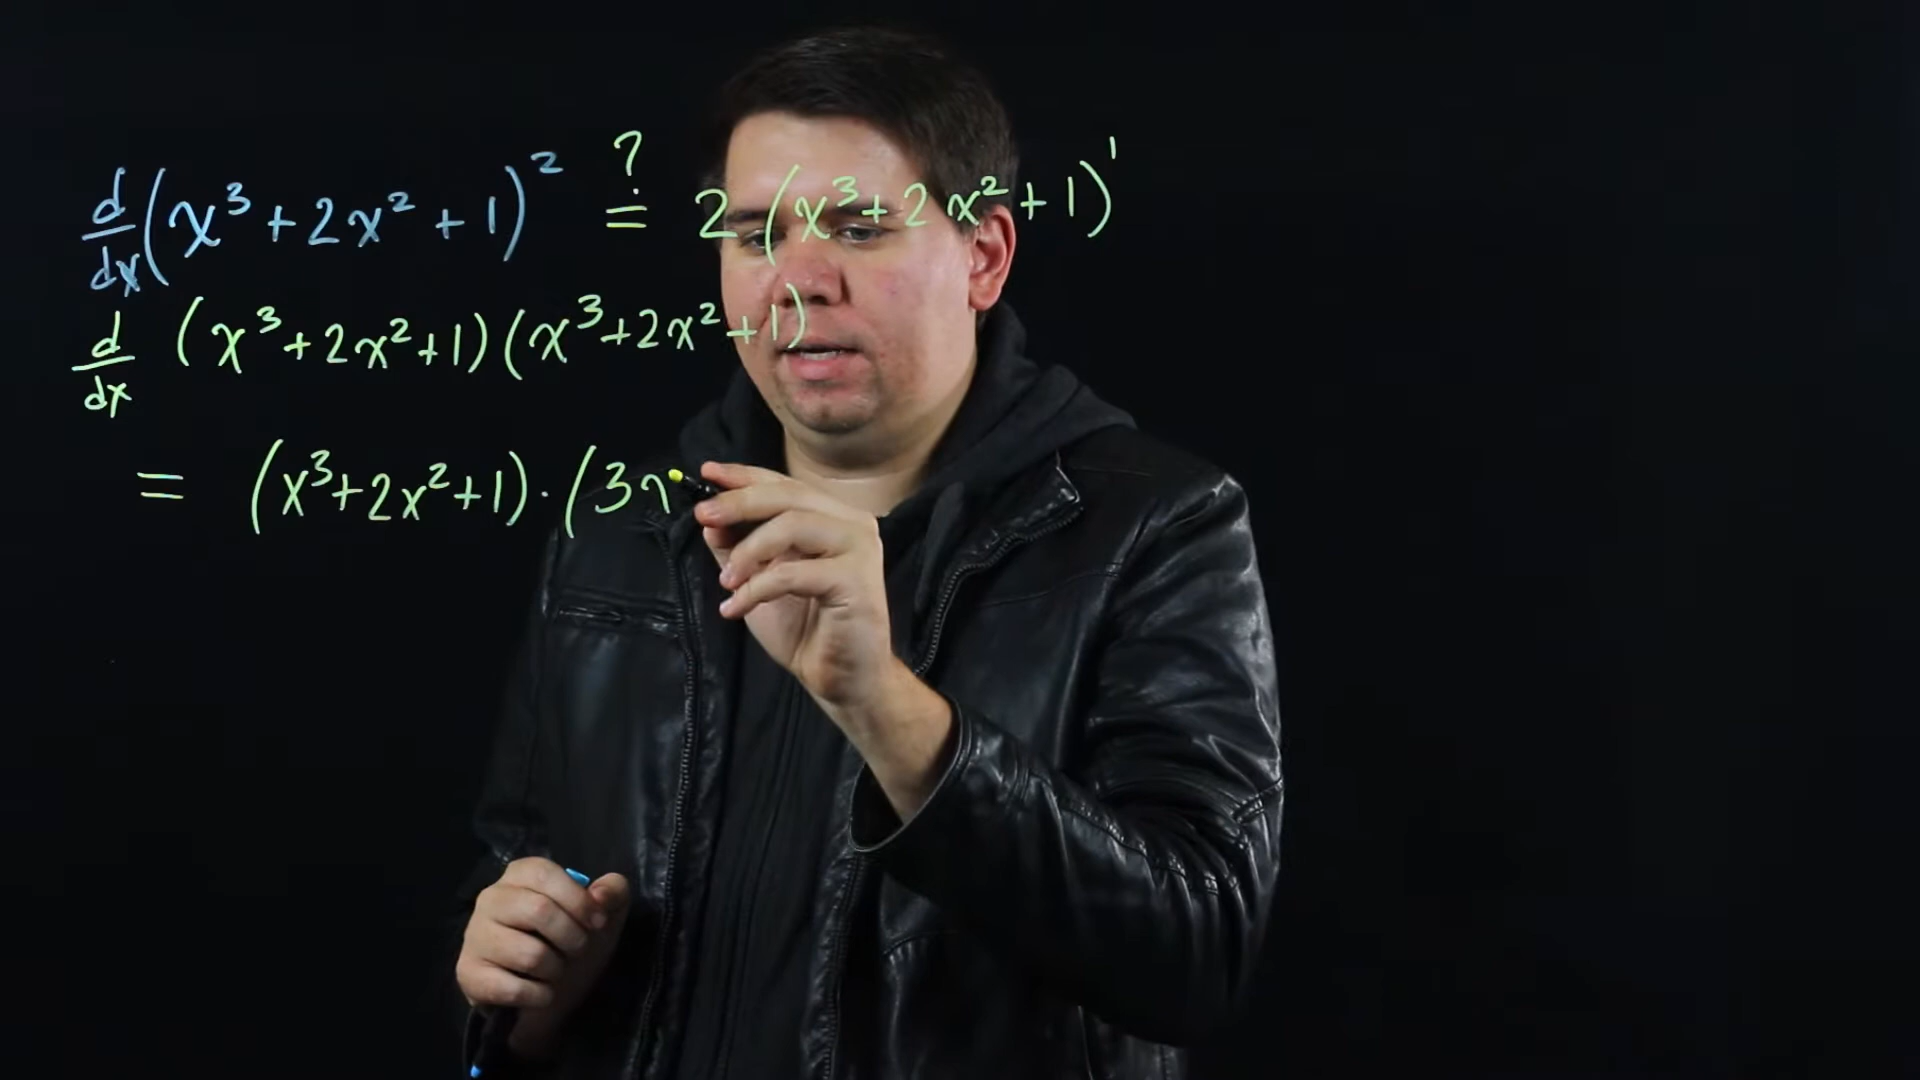 d/dx (x³ + 2x² + 1)² ?= 2 (x³ + 2x² + 1)'
d/dx (x³ + 2x² + 1)(x³ + 2x² + 1)
= (x³ + 2x² + 1) · (3x